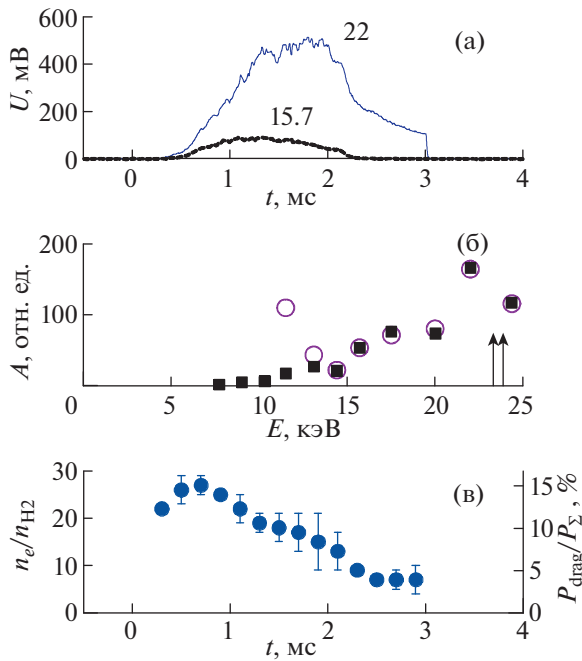 600
400
200
0
U, мВ
22
15.7
(а)
0 1 2 3 4
t, мс
200
100
0
A, отн. ед.
(б)
5 10 15 20 25
E, кэВ
30
20
10
0
n_e/n_H2
(в)
15
10
5
0
P_drag/P_Σ, %
0 1 2 3 4
t, мс